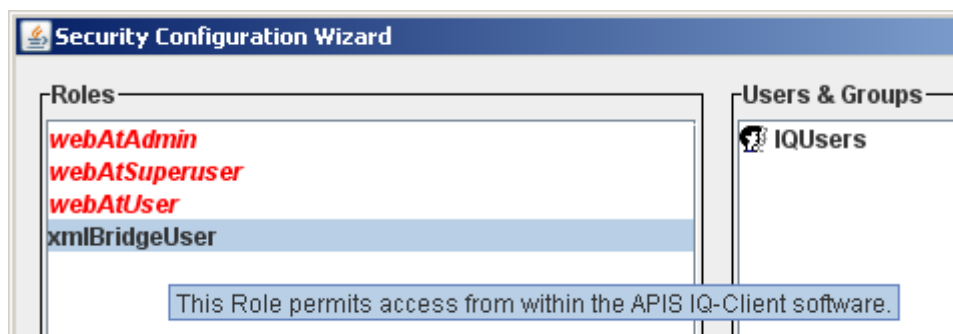 Security Configuration Wizard
Roles
webAtAdmin
webAtSuperuser
webAtUser
xmlBridgeUser
Users & Groups
IQUsers
This Role permits access from within the APIS IQ-Client software.